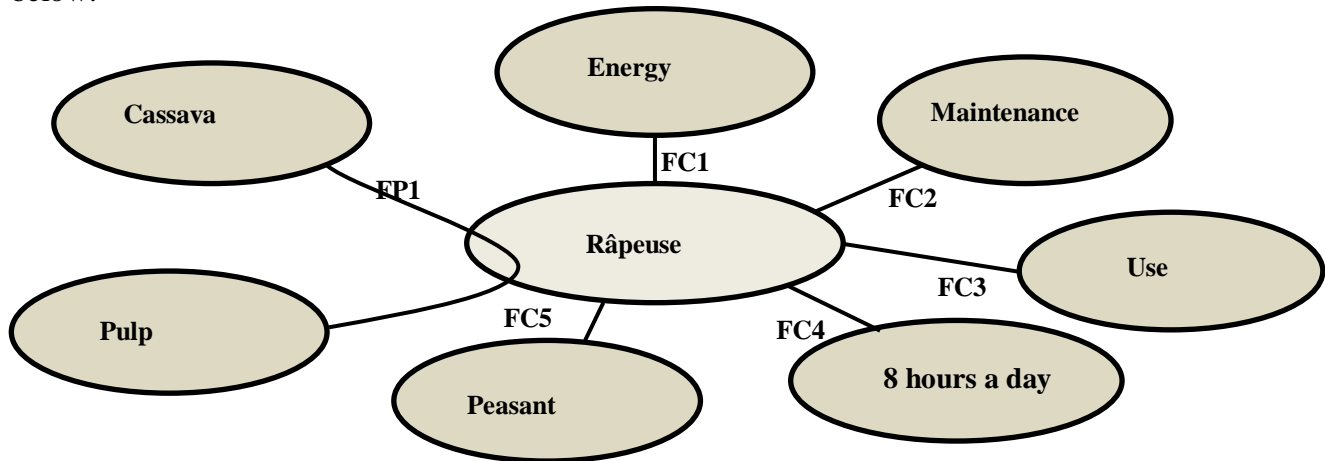 Energy
Cassava
Maintenance
FC1
FP1
FC2
Râpeuse
Use
FC3
FC5
FC4
Pulp
8 hours a day
Peasant